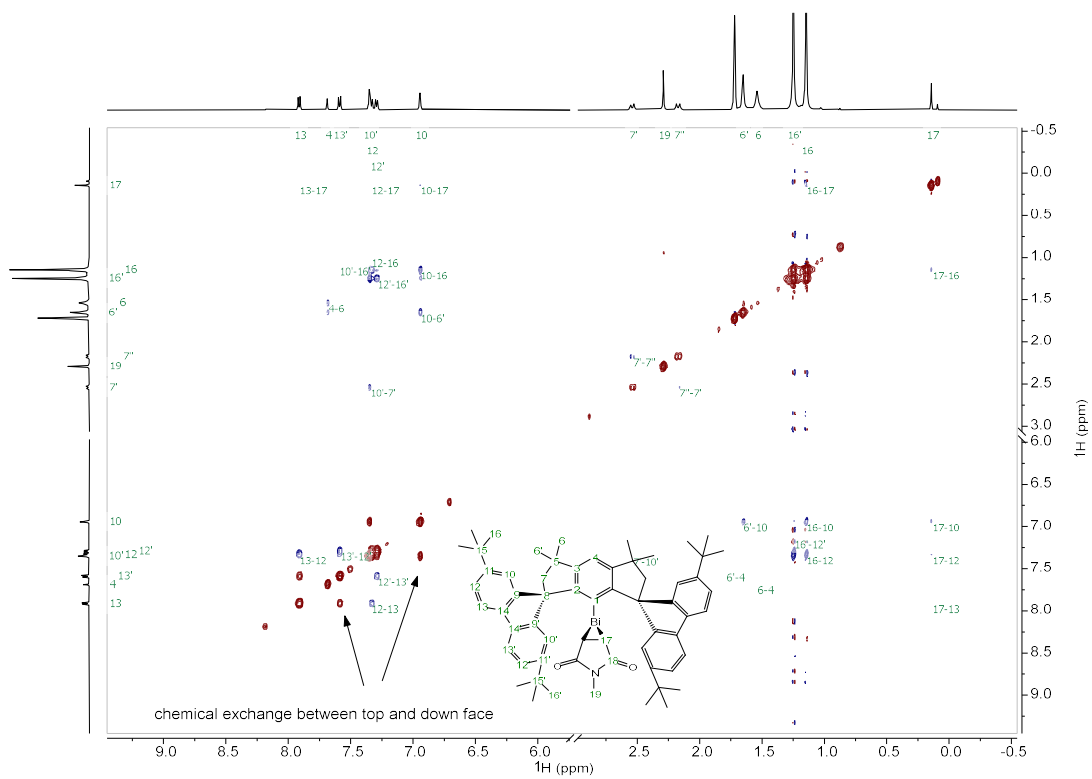 13 4 13' 10' 10 7' 19 7'' 6' 6 16' 17
12 16
12'
-0.5
17 13-17 12-17 10-17 16-17 0.0
0.5
16 10'-16 12-16 10-16 17-16 1.0
16' 12'-16'
6 4-6 1.5
6' 10-6'
2.0
7'' 7'-7''
19
7' 10'-7' 7''-7' 2.5
3.0
1H (ppm)
6.0
6.5
10 6'-10 16-10 17-10
7.0
10' 12 12' 13-12 13'-12' 16'-12' 17-12
13' 12'-13' 16-12 7.5
4 6'-4 6-4
13 12-13 17-13 8.0
8.5
9.0
16 15 11 10 12 13 9 14 8 7 6' 6 5 3 4 2 1 7'-10'
14' 9' 13' 10' 12' 11' 15' 16'
Bi 17 18 O O N 19
chemical exchange between top and down face
9.0 8.5 8.0 7.5 7.0 6.5 6.0 2.5 2.0 1.5 1.0 0.5 0.0 -0.5
1H (ppm)